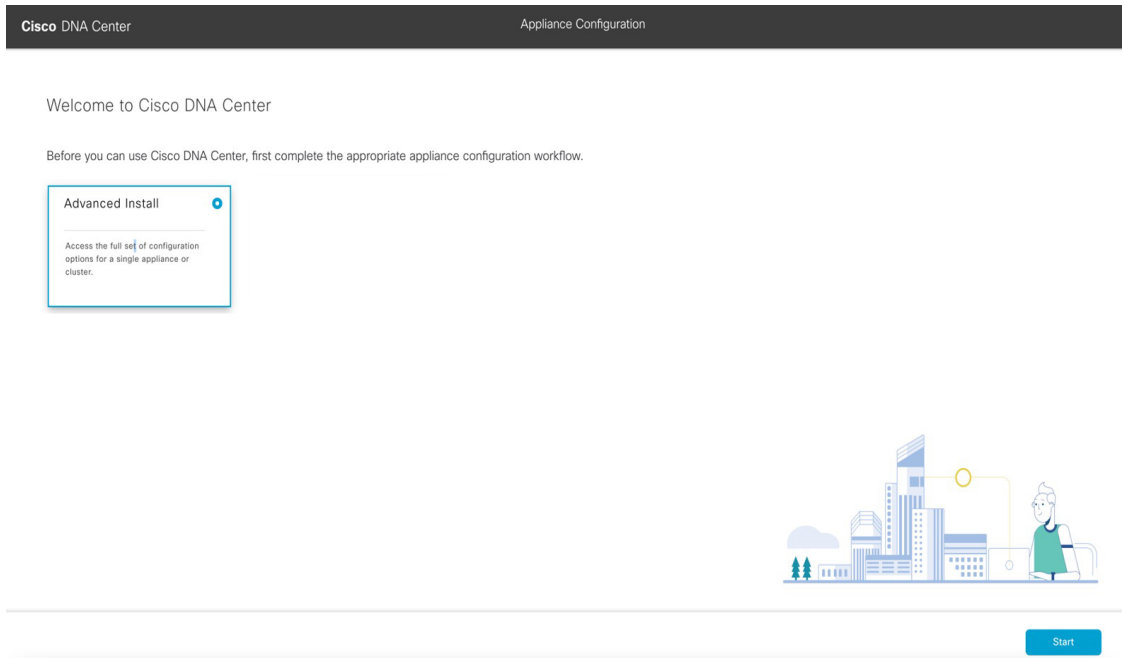 Cisco DNA Center
Appliance Configuration
Welcome to Cisco DNA Center
Before you can use Cisco DNA Center, first complete the appropriate appliance configuration workflow.
Advanced Install
Access the full set of configuration
options for a single appliance or
cluster.
Start